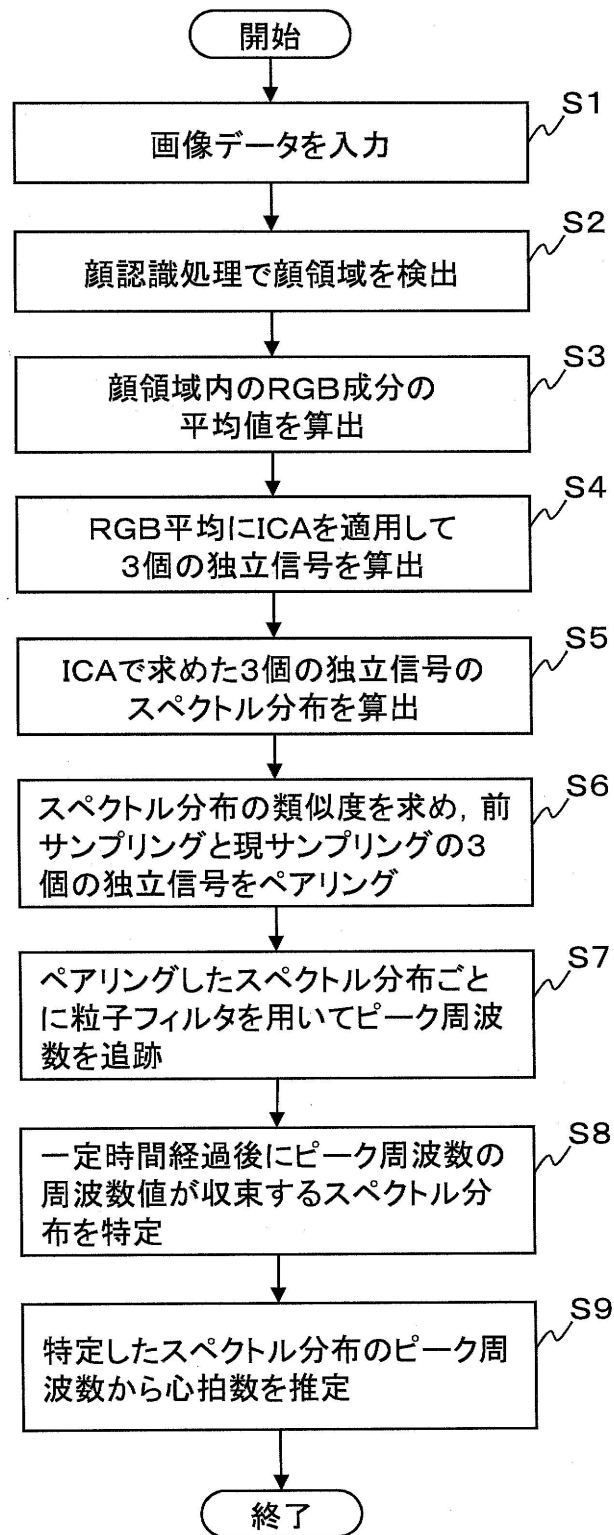 開始
S1
画像データを入力
S2
顔認識処理で顔領域を検出
S3
顔領域内のRGB成分の
平均値を算出
S4
RGB平均にICAを適用して
3個の独立信号を算出
S5
ICAで求めた3個の独立信号の
スペクトル分布を算出
S6
スペクトル分布の類似度を求め，前
サンプリングと現サンプリングの3
個の独立信号をペアリング
S7
ペアリングしたスペクトル分布ごと
に粒子フィルタを用いてピーク周波
数を追跡
S8
一定時間経過後にピーク周波数の
周波数値が収束するスペクトル分
布を特定
S9
特定したスペクトル分布のピーク周
波数から心拍数を推定
終了